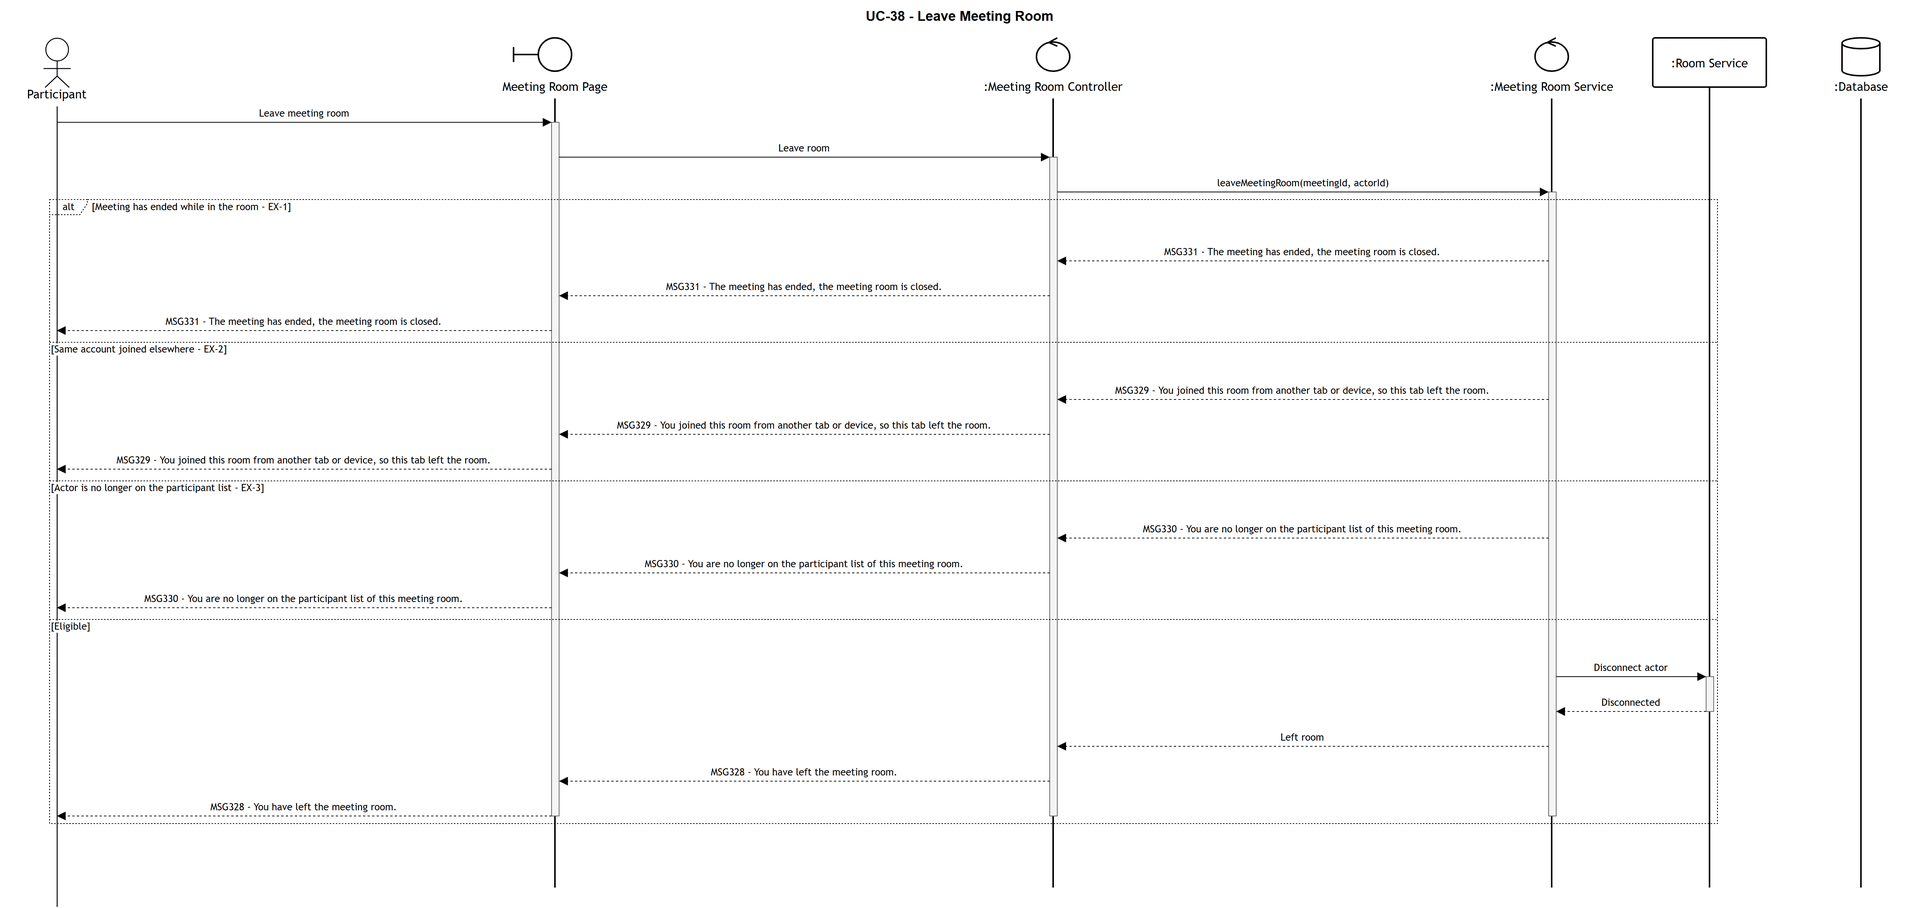 UC-38 - Leave Meeting Room
Participant
Meeting Room Page
:Meeting Room Controller
:Meeting Room Service
:Room Service
:Database
Leave meeting room
Leave room
leaveMeetingRoom(meetingId, actorId)
alt [Meeting has ended while in the room - EX-1]
MSG331 - The meeting has ended, the meeting room is closed.
MSG331 - The meeting has ended, the meeting room is closed.
MSG331 - The meeting has ended, the meeting room is closed.
[Same account joined elsewhere - EX-2]
MSG329 - You joined this room from another tab or device, so this tab left the room.
MSG329 - You joined this room from another tab or device, so this tab left the room.
MSG329 - You joined this room from another tab or device, so this tab left the room.
[Actor is no longer on the participant list - EX-3]
MSG330 - You are no longer on the participant list of this meeting room.
MSG330 - You are no longer on the participant list of this meeting room.
MSG330 - You are no longer on the participant list of this meeting room.
[Eligible]
Disconnect actor
Disconnected
Left room
MSG328 - You have left the meeting room.
MSG328 - You have left the meeting room.